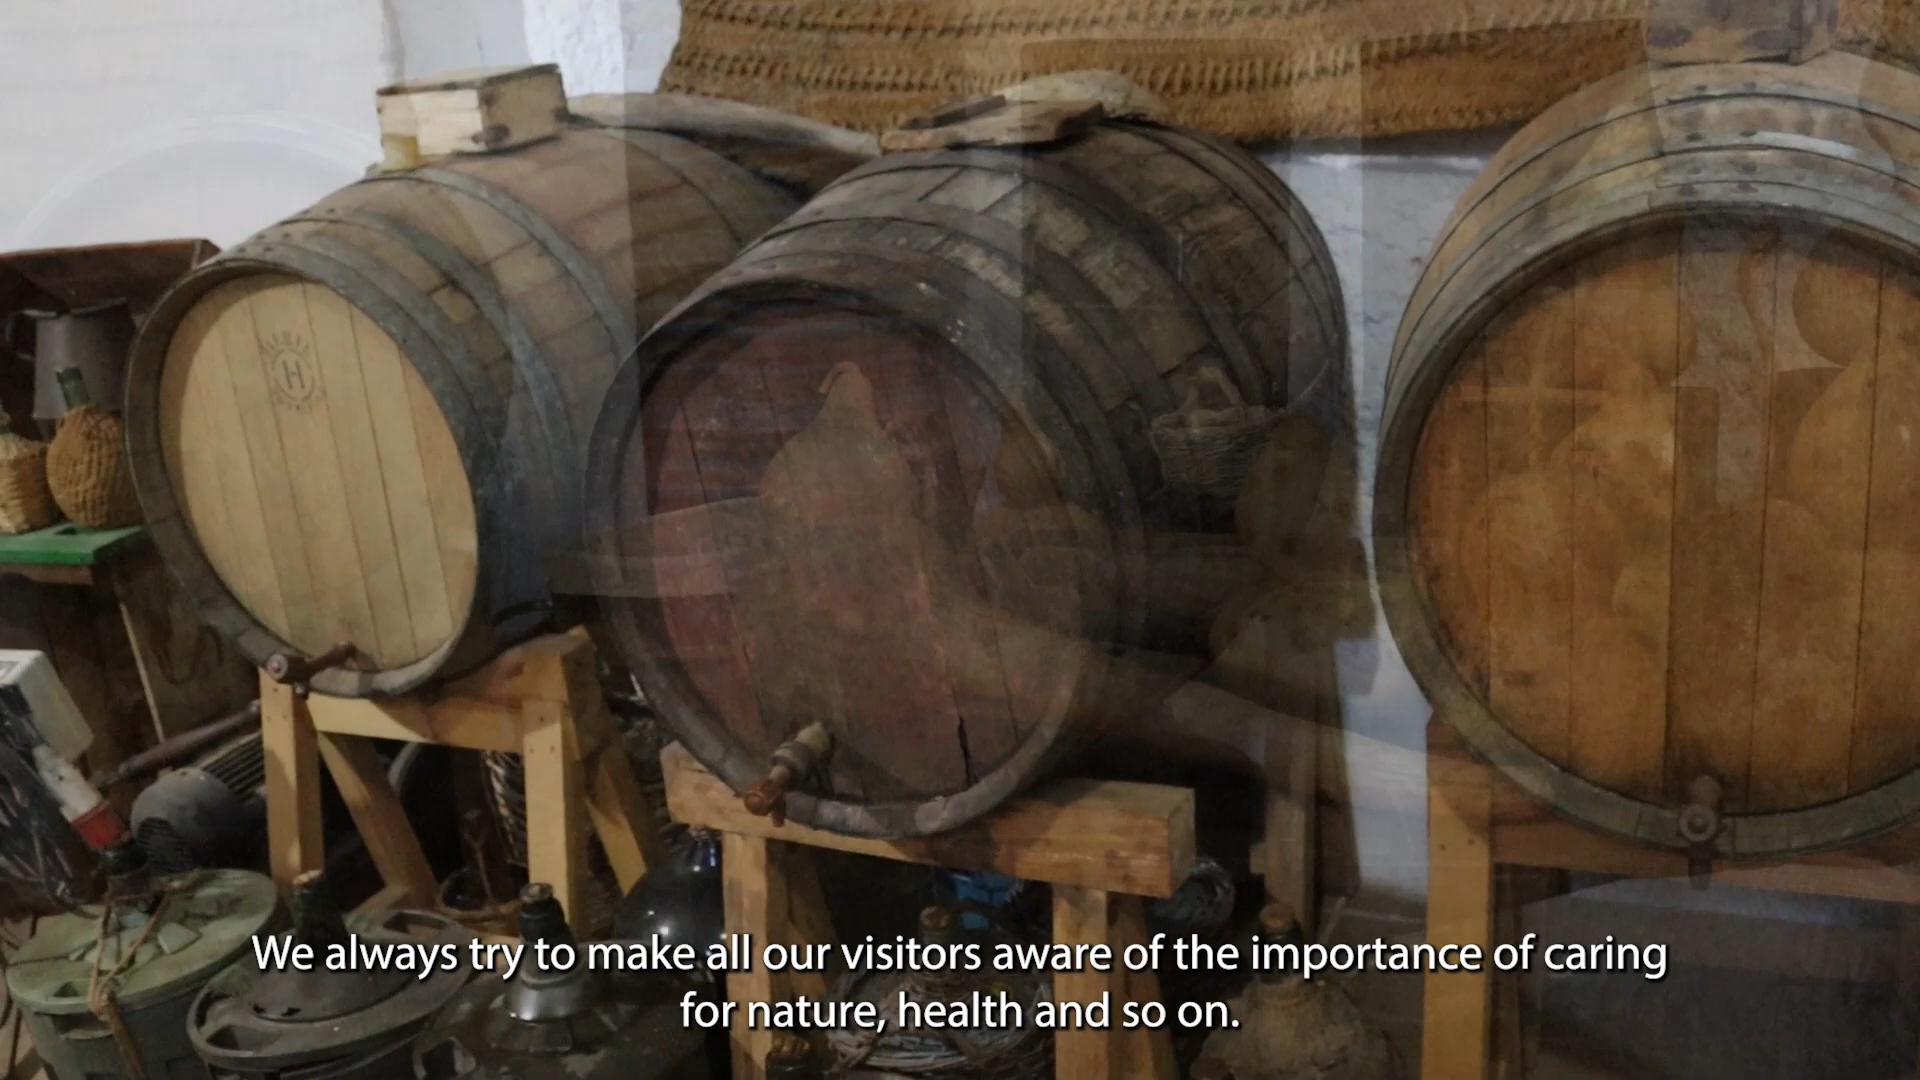 H
We always try to make all our visitors aware of the importance of caring
for nature, health and so on.